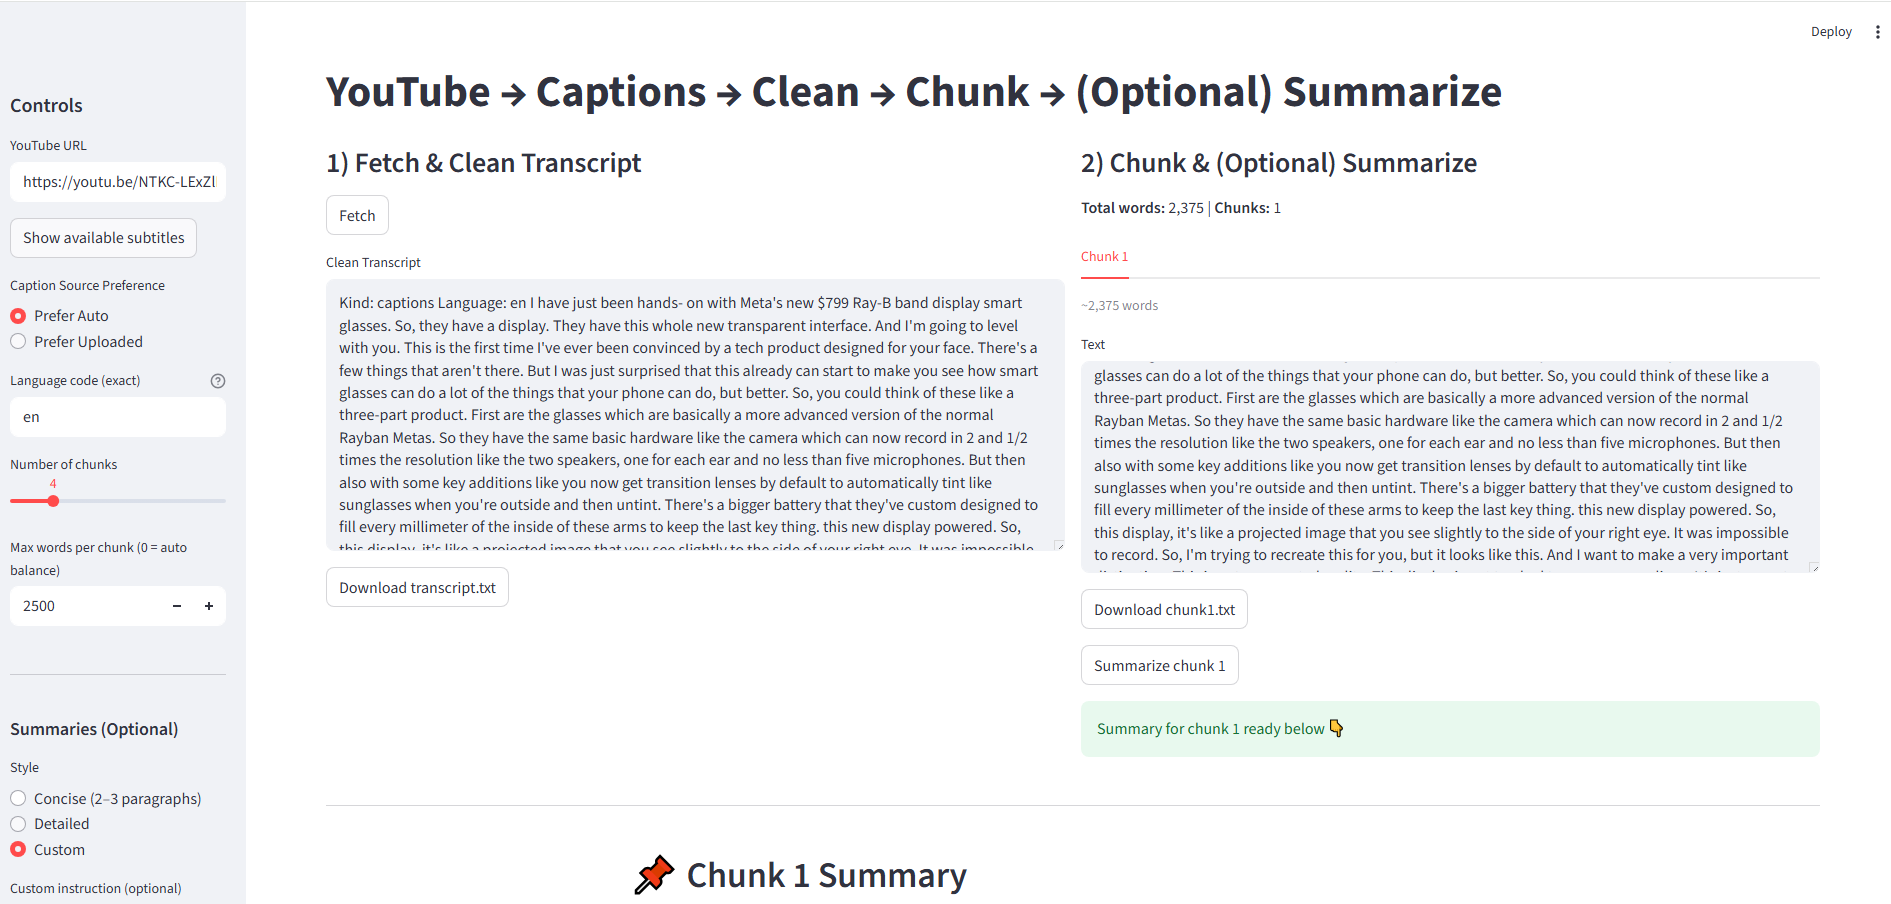 Deploy
Controls
YouTube URL
https://youtu.be/NTKC-LExZl
Show available subtitles
Caption Source Preference
Prefer Auto
Prefer Uploaded
Language code (exact)
en
Number of chunks
4
Max words per chunk (0 = auto
balance)
2500
Summaries (Optional)
Style
Concise (2–3 paragraphs)
Detailed
Custom
Custom instruction (optional)
YouTube → Captions → Clean → Chunk → (Optional) Summarize
1) Fetch & Clean Transcript
Fetch
Clean Transcript
Kind: captions Language: en I have just been hands- on with Meta's new $799 Ray-B band display smart
glasses. So, they have a display. They have this whole new transparent interface. And I'm going to level
with you. This is the first time I've ever been convinced by a tech product designed for your face. There's a
few things that aren't there. But I was just surprised that this already can start to make you see how smart
glasses can do a lot of the things that your phone can do, but better. So, you could think of these like a
three-part product. First are the glasses which are basically a more advanced version of the normal
Rayban Metas. So they have the same basic hardware like the camera which can now record in 2 and 1/2
times the resolution like the two speakers, one for each ear and no less than five microphones. But then
also with some key additions like you now get transition lenses by default to automatically tint like
sunglasses when you're outside and then untint. There's a bigger battery that they've custom designed to
fill every millimeter of the inside of these arms to keep the last key thing. this new display powered. So,
this display, it's like a projected image that you see slightly to the side of your right eye. It was impossible
Download transcript.txt
2) Chunk & (Optional) Summarize
Total words: 2,375 | Chunks: 1
Chunk 1
~2,375 words
Text
glasses can do a lot of the things that your phone can do, but better. So, you could think of these like a
three-part product. First are the glasses which are basically a more advanced version of the normal
Rayban Metas. So they have the same basic hardware like the camera which can now record in 2 and 1/2
times the resolution like the two speakers, one for each ear and no less than five microphones. But then
also with some key additions like you now get transition lenses by default to automatically tint like
sunglasses when you're outside and then untint. There's a bigger battery that they've custom designed to
fill every millimeter of the inside of these arms to keep the last key thing. this new display powered. So,
this display, it's like a projected image that you see slightly to the side of your right eye. It was impossible
to record. So, I'm trying to recreate this for you, but it looks like this. And I want to make a very important
Download chunk1.txt
Summarize chunk 1
Summary for chunk 1 ready below 👇
📌 Chunk 1 Summary